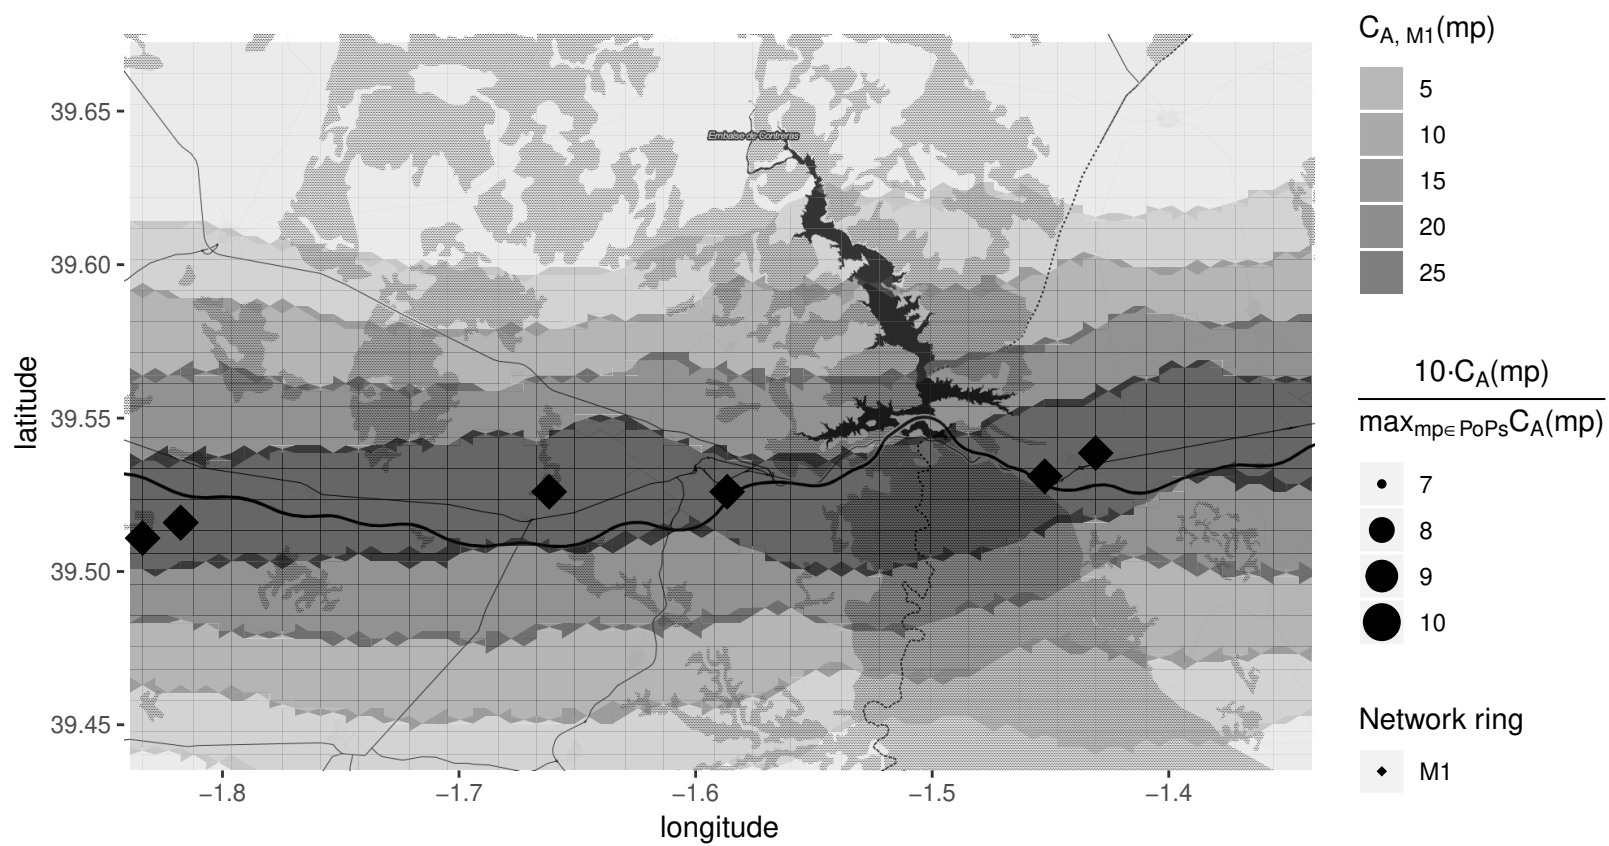 C_A, M1(mp)
5
10
15
20
25
10·C_A(mp)
max_mp∈PoPs C_A(mp)
7
8
9
10
Network ring
M1
39.65
39.60
39.55
39.50
39.45
latitude
Embalse de Contreras
−1.8
−1.7
−1.6
−1.5
−1.4
longitude